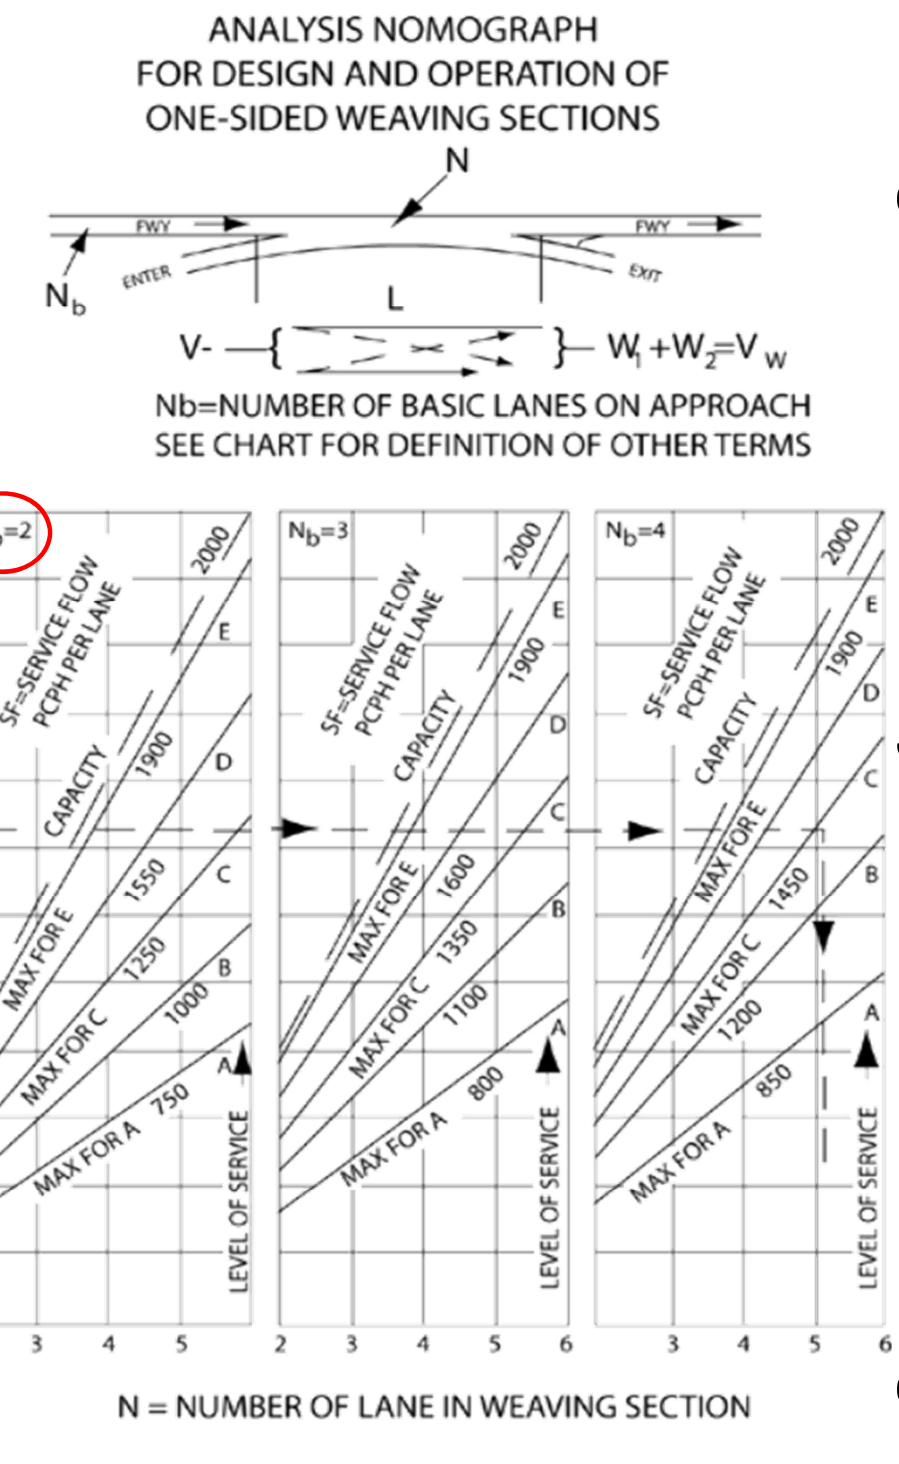 ANALYSIS NOMOGRAPH
FOR DESIGN AND OPERATION OF
ONE-SIDED WEAVING SECTIONS
N
FWY
FWY
ENTER
EXIT
Nb
L
V-
W1+W2=VW
Nb=NUMBER OF BASIC LANES ON APPROACH
SEE CHART FOR DEFINITION OF OTHER TERMS
b=2
2000
SF=SERVICE FLOW
PCPH PER LANE
E
CAPACITY
1900
D
1550
C
MAX FOR E
1250
B
1000
MAX FOR C
A
750
MAX FOR A
LEVEL OF SERVICE
3
4
5
Nb=3
2000
SF=SERVICE FLOW
PCPH PER LANE
E
1900
CAPACITY
D
C
1600
MAX FOR E
B
1350
1100
MAX FOR C
A
800
MAX FOR A
LEVEL OF SERVICE
2
3
4
5
6
Nb=4
2000
SF=SERVICE FLOW
PCPH PER LANE
E
1900
D
CAPACITY
C
MAX FOR E
1450
B
MAX FOR C
1200
A
850
MAX FOR A
LEVEL OF SERVICE
3
4
5
6
N = NUMBER OF LANE IN WEAVING SECTION